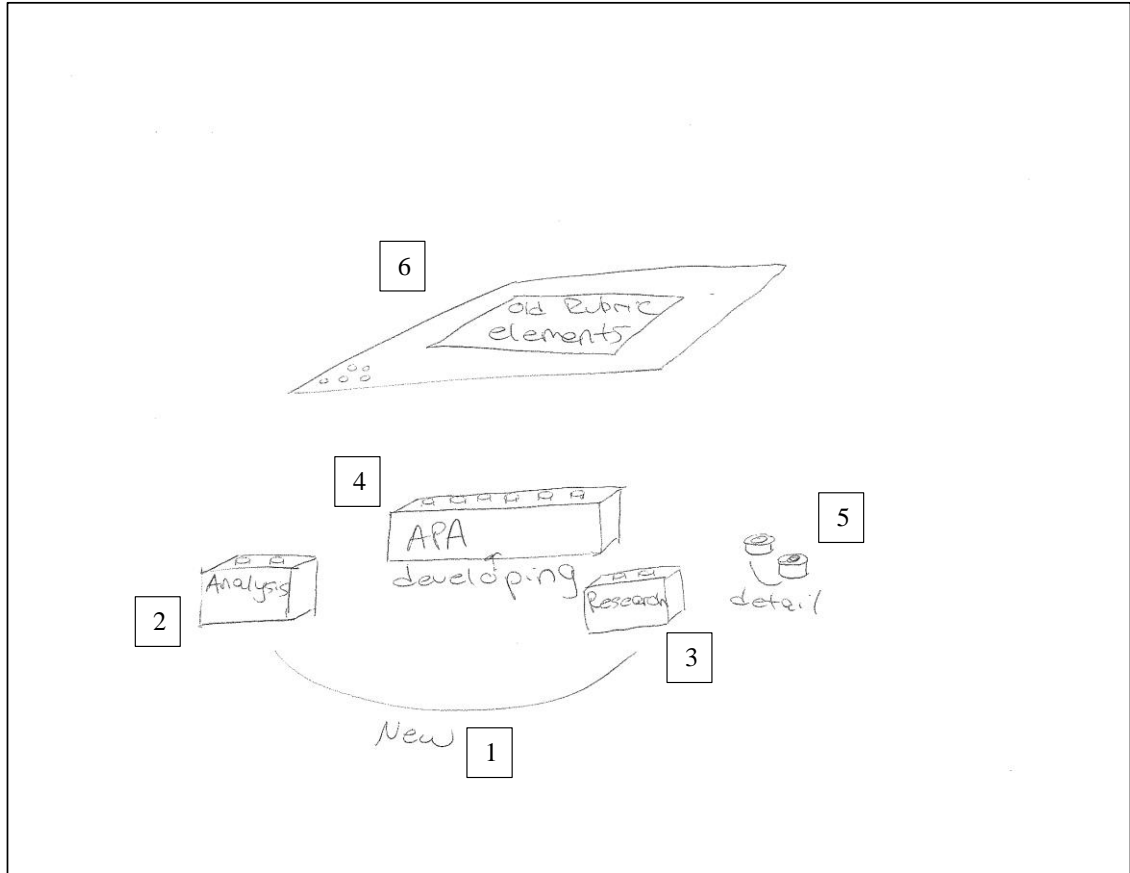 6
old Rubric
elements
4
APA
5
developing
Analysis
Research
detail
2
3
New
1